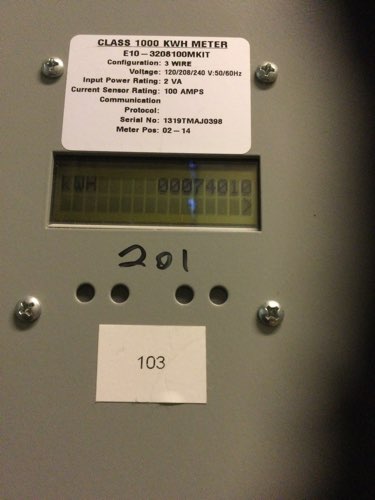 CLASS 1000 KWH METER
E10-3208100MKIT
Configuration: 3 WIRE
Voltage: 120/208/240 V:50/60Hz
Input Power Rating: 2 VA
Current Sensor Rating: 100 AMPS
Communication
Protocol:
Serial No: 1319TMAJ0398
Meter Pos: 02-14
KWH 00074010
>
201
103